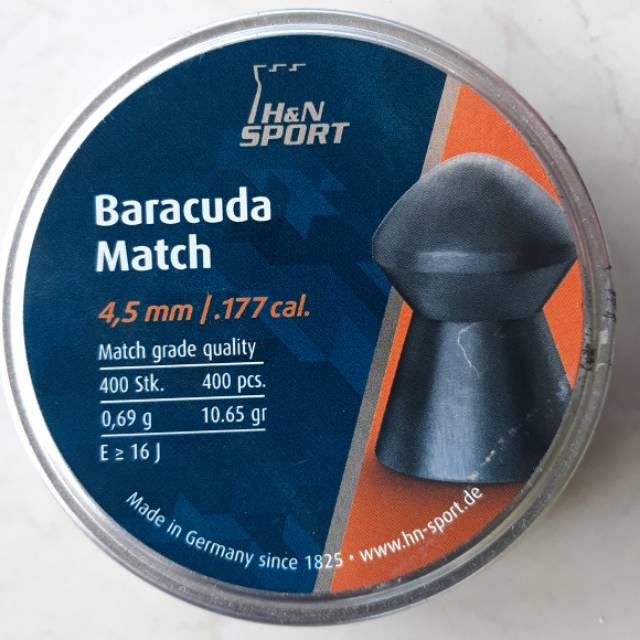 H&N
SPORT
Baracuda
Match
4,5 mm / .177 cal.
Match grade quality
400 Stk. 400 pcs.
0,69 g 10.65 gr
E ≥ 16 J
Made in Germany since 1825 • www.hn-sport.de